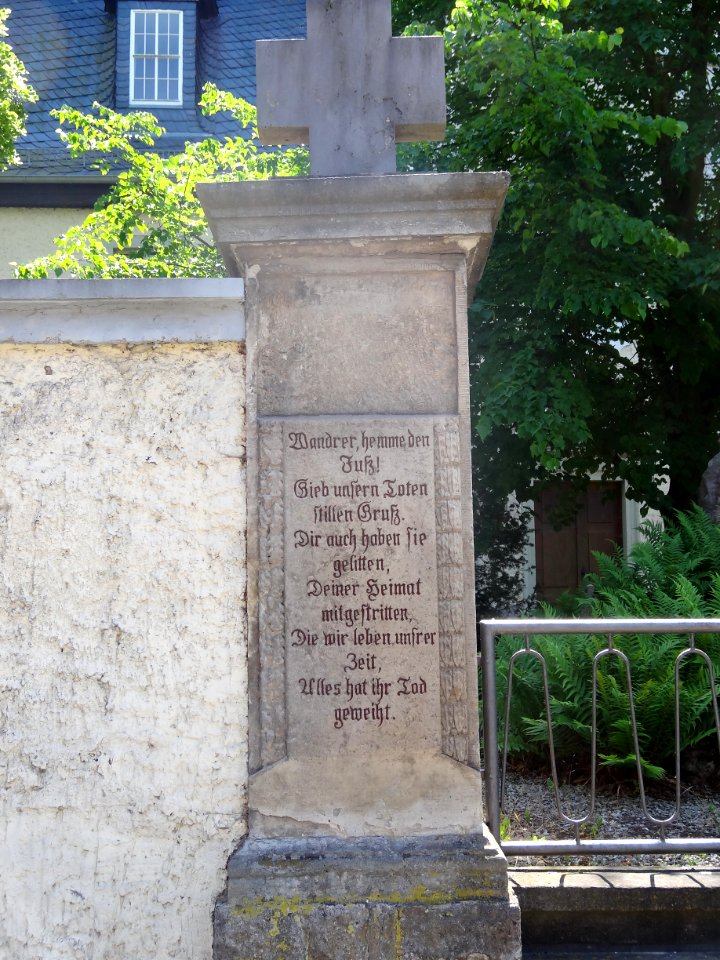 Wandrer, hemme den
Fuß!
Gieb unsern Toten
stillen Gruß.
Dir auch haben sie
gelitten,
Deiner Heimat
mitgestritten,
Die wir leben unsrer
Zeit,
Alles hat ihr Tod
geweiht.